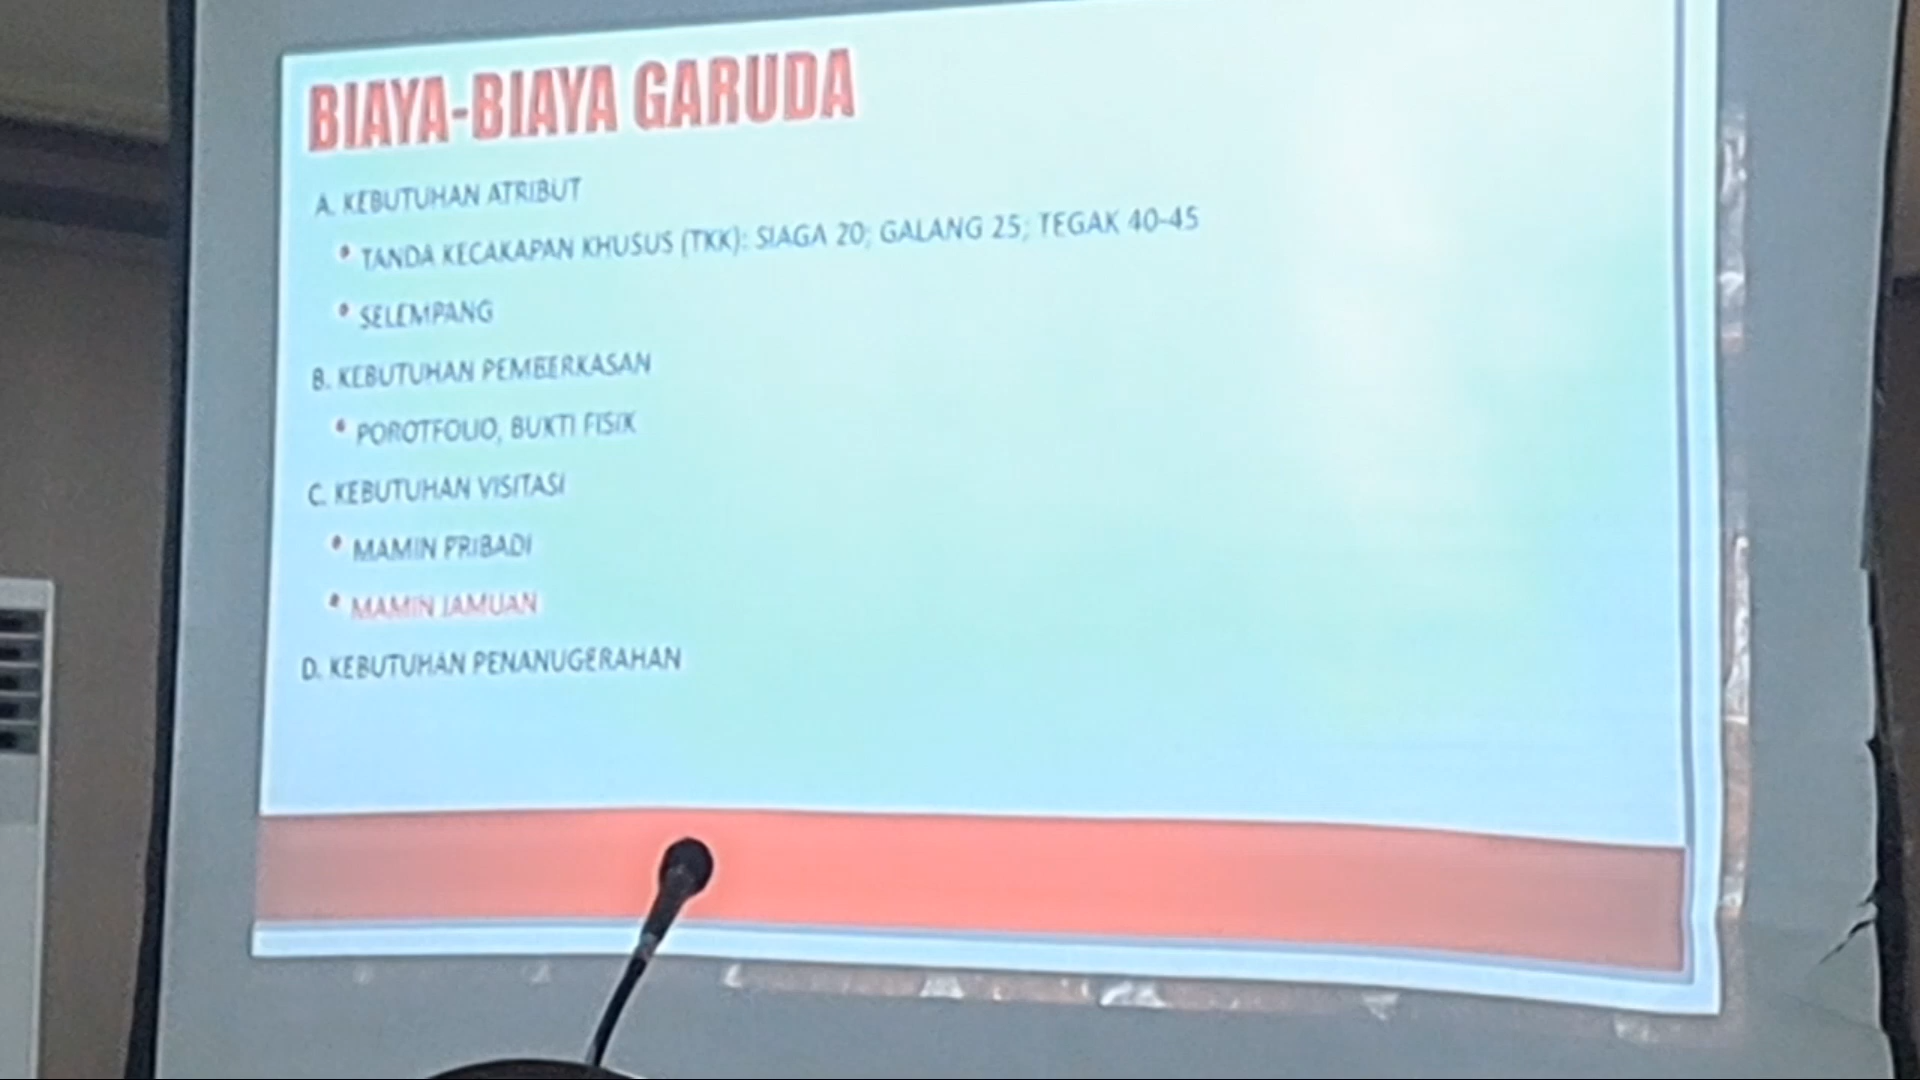 BIAYA-BIAYA GARUDA
A. KEBUTUHAN ATRIBUT
• TANDA KECAKAPAN KHUSUS (TKK): SIAGA 20; GALANG 25; TEGAK 40-45
• SELEMPANG
B. KEBUTUHAN PEMBERKASAN
• POROTFOLIO, BUKTI FISIK
C. KEBUTUHAN VISITASI
• MAMIN PRIBADI
• MAMIN JAMUAN
D. KEBUTUHAN PENANUGERAHAN